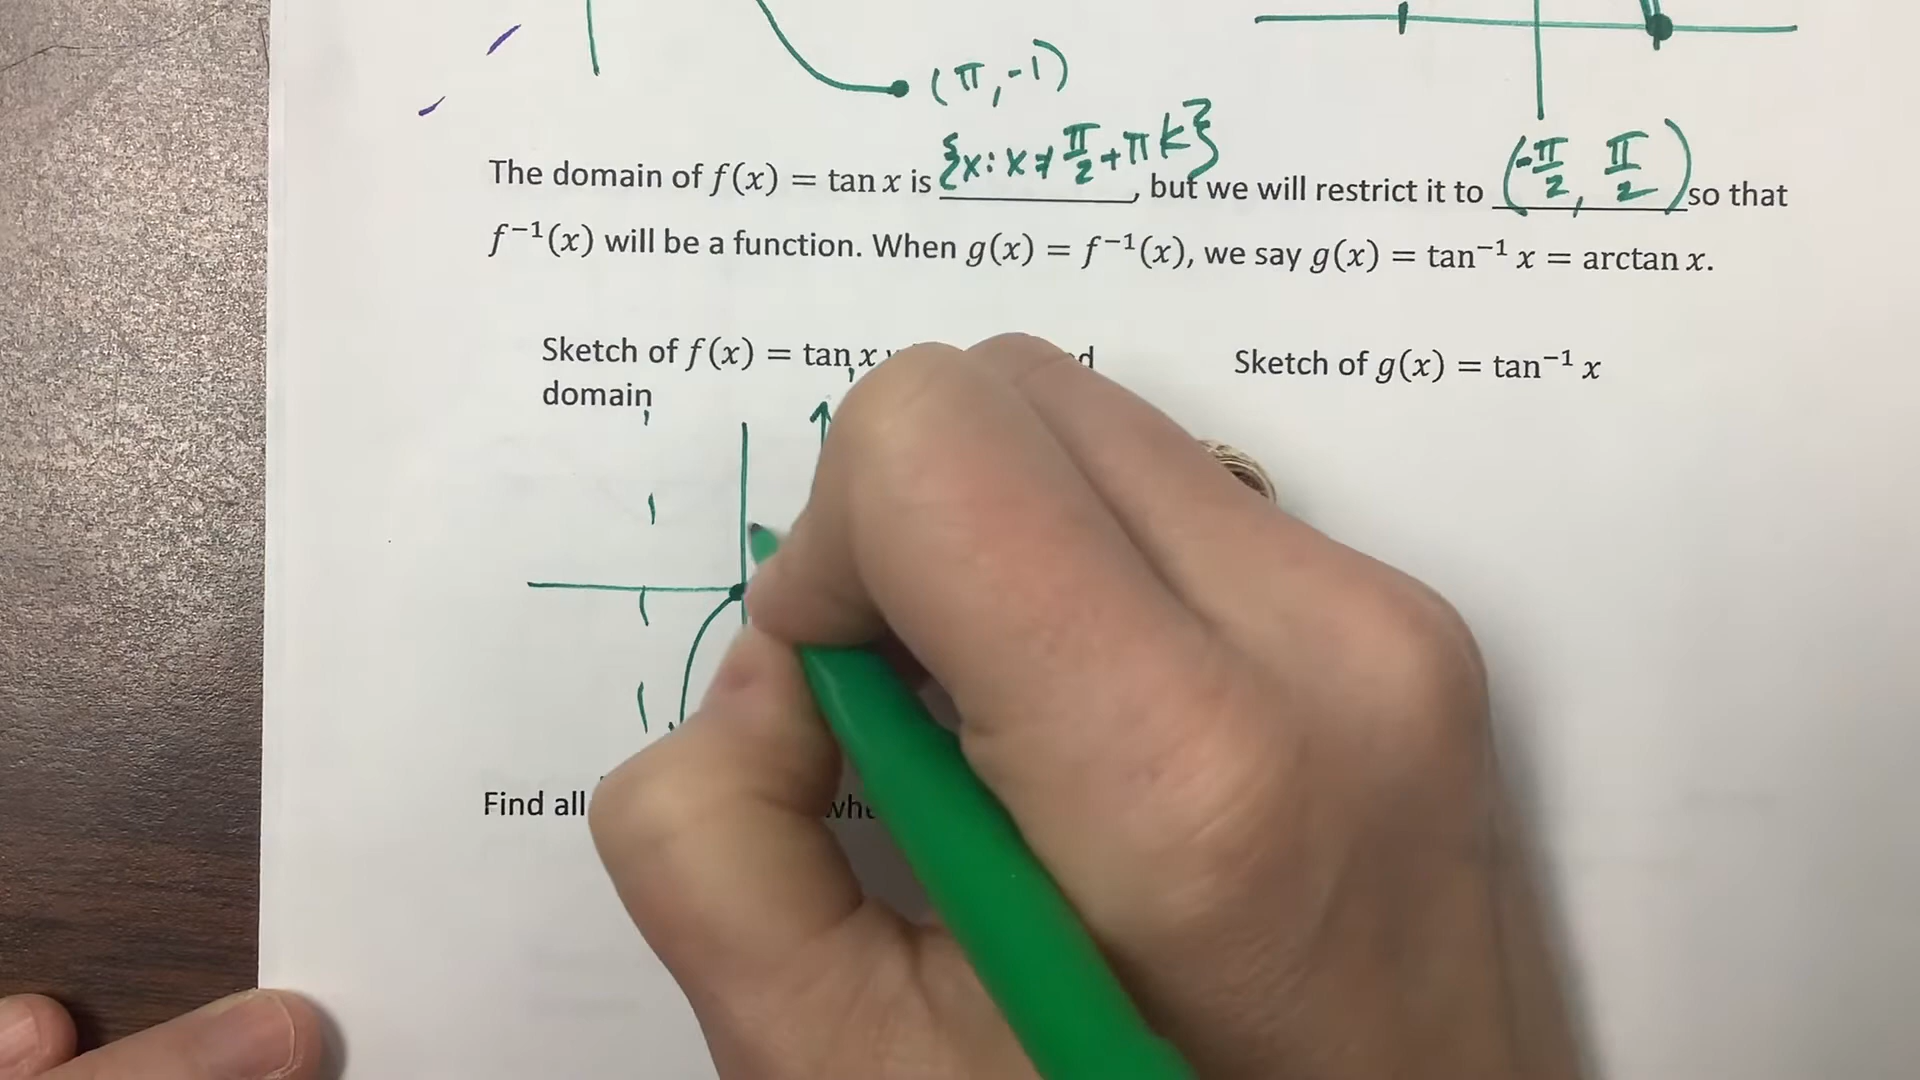 (π, -1)
The domain of f(x) = tan x is {x: x ≠ π/2 + πk}, but we will restrict it to (-π/2, π/2) so that
f⁻¹(x) will be a function. When g(x) = f⁻¹(x), we say g(x) = tan⁻¹ x = arctan x.
Sketch of f(x) = tan x
domain
Sketch of g(x) = tan⁻¹ x
Find all